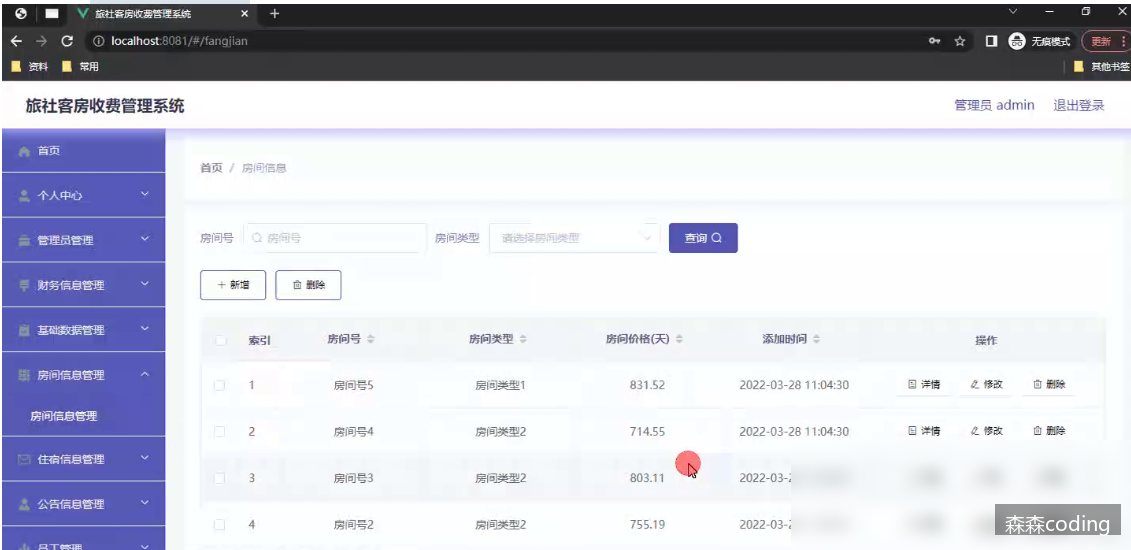 旅社客房收费管理系统
localhost:8081/#/fangjian
无痕模式
更新
资料
常用
其他书签
旅社客房收费管理系统
管理员 admin
退出登录
首页
个人中心
管理员管理
财务信息管理
基础数据管理
房间信息管理
房间信息管理
住宿信息管理
公告信息管理
员工管理
首页 / 房间信息
房间号 房间号 房间类型 请选择房间类型 查询
新增 删除
索引 房间号 房间类型 房间价格(天) 添加时间 操作
1 房间号5 房间类型1 831.52 2022-03-28 11:04:30 详情 修改 删除
2 房间号4 房间类型2 714.55 2022-03-28 11:04:30 详情 修改 删除
3 房间号3 房间类型2 803.11 2022-03-2
4 房间号2 房间类型2 755.19 2022-03-2
森森coding